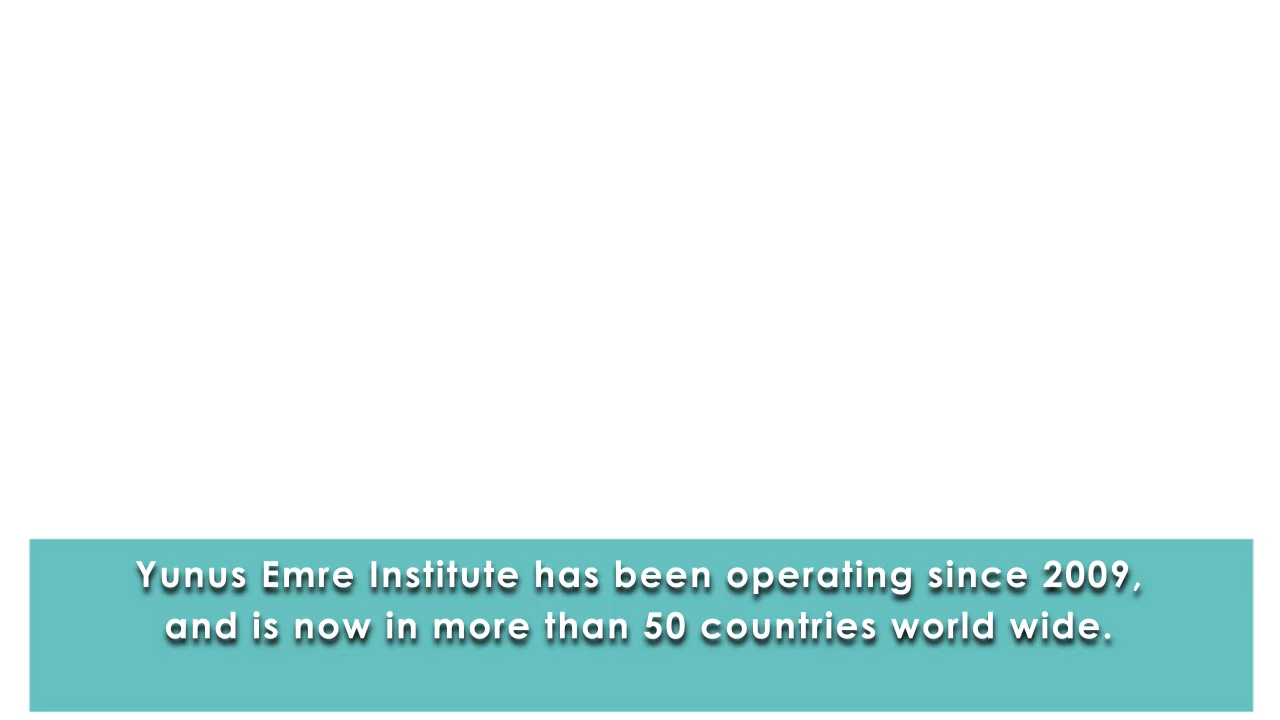 Yunus Emre Institute has been operating since 2009,
and is now in more than 50 countries world wide.